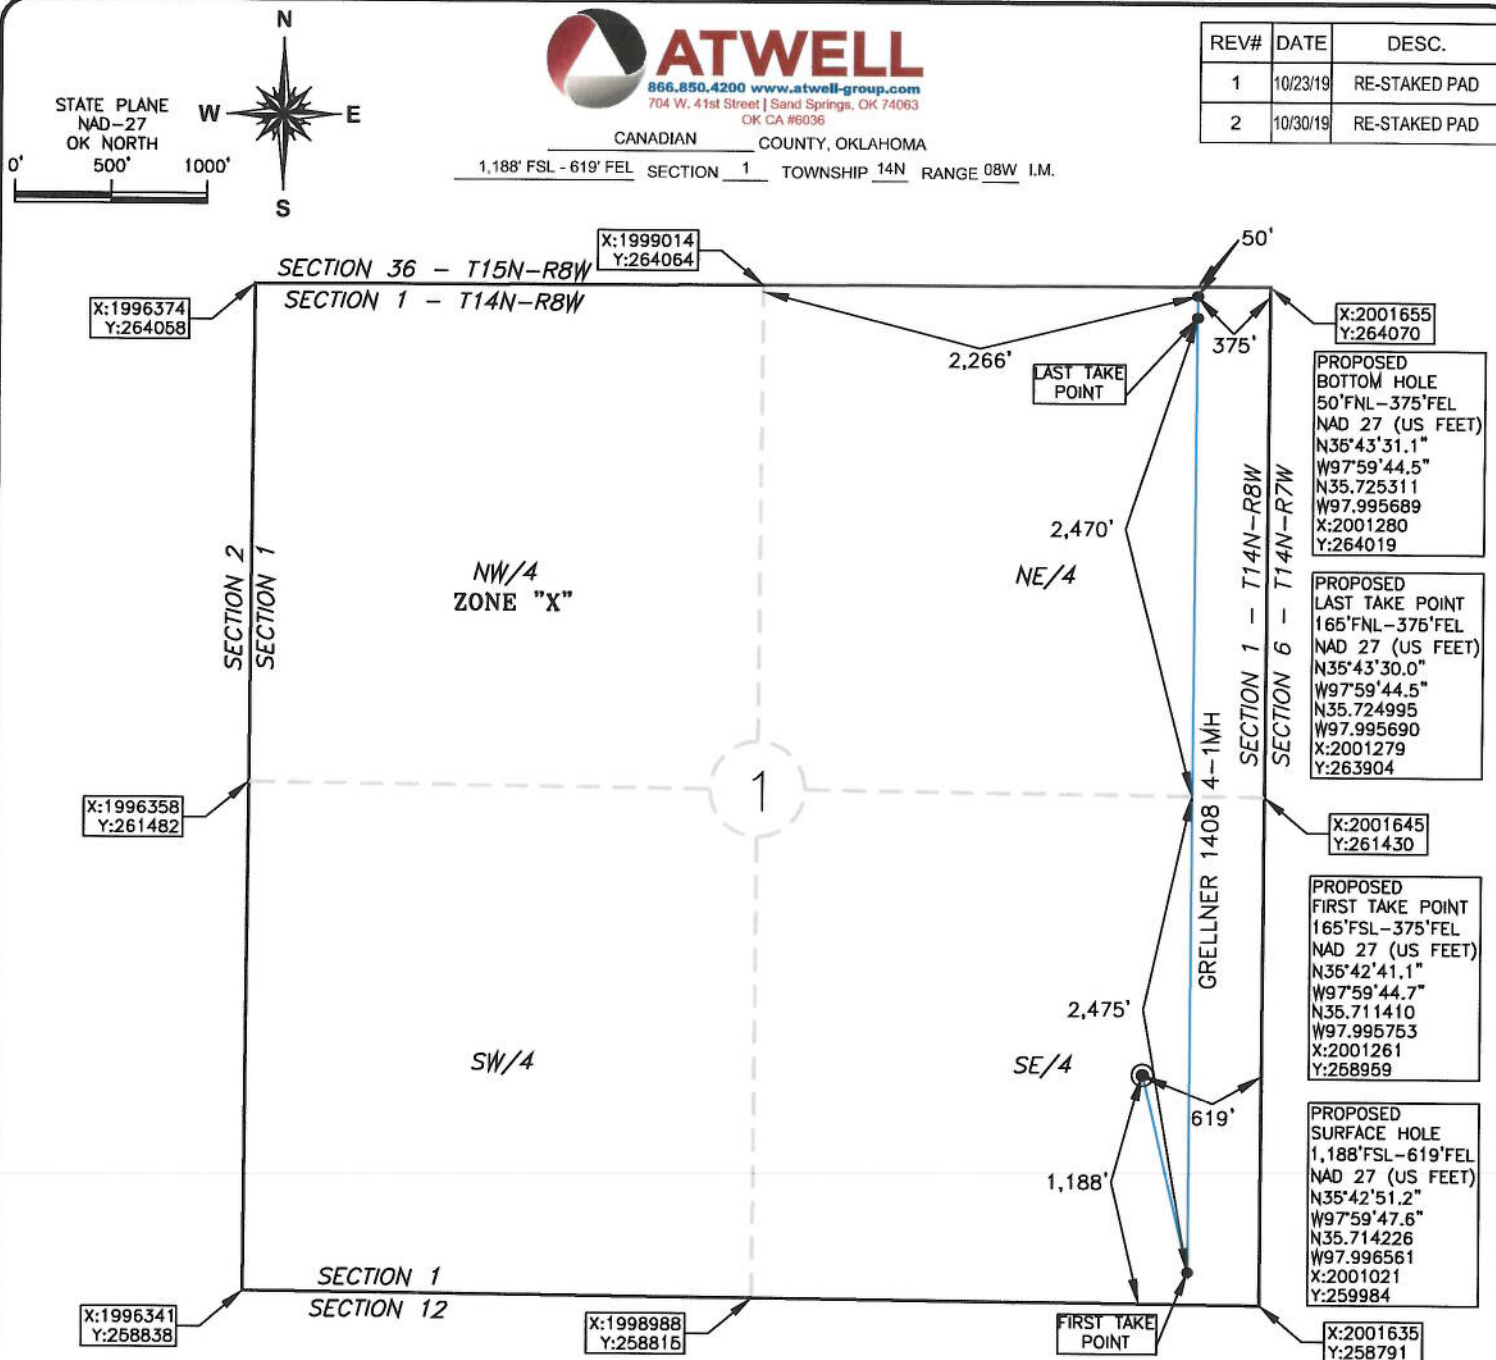 N
W
E
S
STATE PLANE
NAD-27
OK NORTH
0' 500' 1000'
ATWELL
866.850.4200 www.atwell-group.com
704 W. 41st Street | Sand Springs, OK 74063
OK CA #6036
CANADIAN COUNTY, OKLAHOMA
1,188' FSL - 619' FEL SECTION 1 TOWNSHIP 14N RANGE 08W I.M.
REV# DATE DESC.
1 10/23/19 RE-STAKED PAD
2 10/30/19 RE-STAKED PAD
X:1999014
Y:264064
50'
SECTION 36 - T15N-R8W
SECTION 1 - T14N-R8W
X:1996374
Y:264058
X:2001655
Y:264070
2,266'
375'
LAST TAKE
POINT
PROPOSED
BOTTOM HOLE
50'FNL-375'FEL
NAD 27 (US FEET)
N35°43'31.1"
W97°59'44.5"
N35.725311
W97.995689
X:2001280
Y:264019
2,470'
NW/4
ZONE "X"
NE/4
SECTION 2
SECTION 1
SECTION 1 - T14N-R8W
SECTION 6 - T14N-R7W
PROPOSED
LAST TAKE POINT
165'FNL-375'FEL
NAD 27 (US FEET)
N35°43'30.0"
W97°59'44.5"
N35.724995
W97.995690
X:2001279
Y:263904
1
X:1996358
Y:261482
X:2001645
Y:261430
GRELLNER 1408 4-1MH
PROPOSED
FIRST TAKE POINT
165'FSL-375'FEL
NAD 27 (US FEET)
N35°42'41.1"
W97°59'44.7"
N35.711410
W97.995753
X:2001261
Y:258959
2,475'
SW/4
SE/4
619'
1,188'
PROPOSED
SURFACE HOLE
1,188'FSL-619'FEL
NAD 27 (US FEET)
N35°42'51.2"
W97°59'47.6"
N35.714226
W97.996561
X:2001021
Y:259984
SECTION 1
SECTION 12
X:1996341
Y:258838
X:1998988
Y:258815
FIRST TAKE
POINT
X:2001635
Y:258791